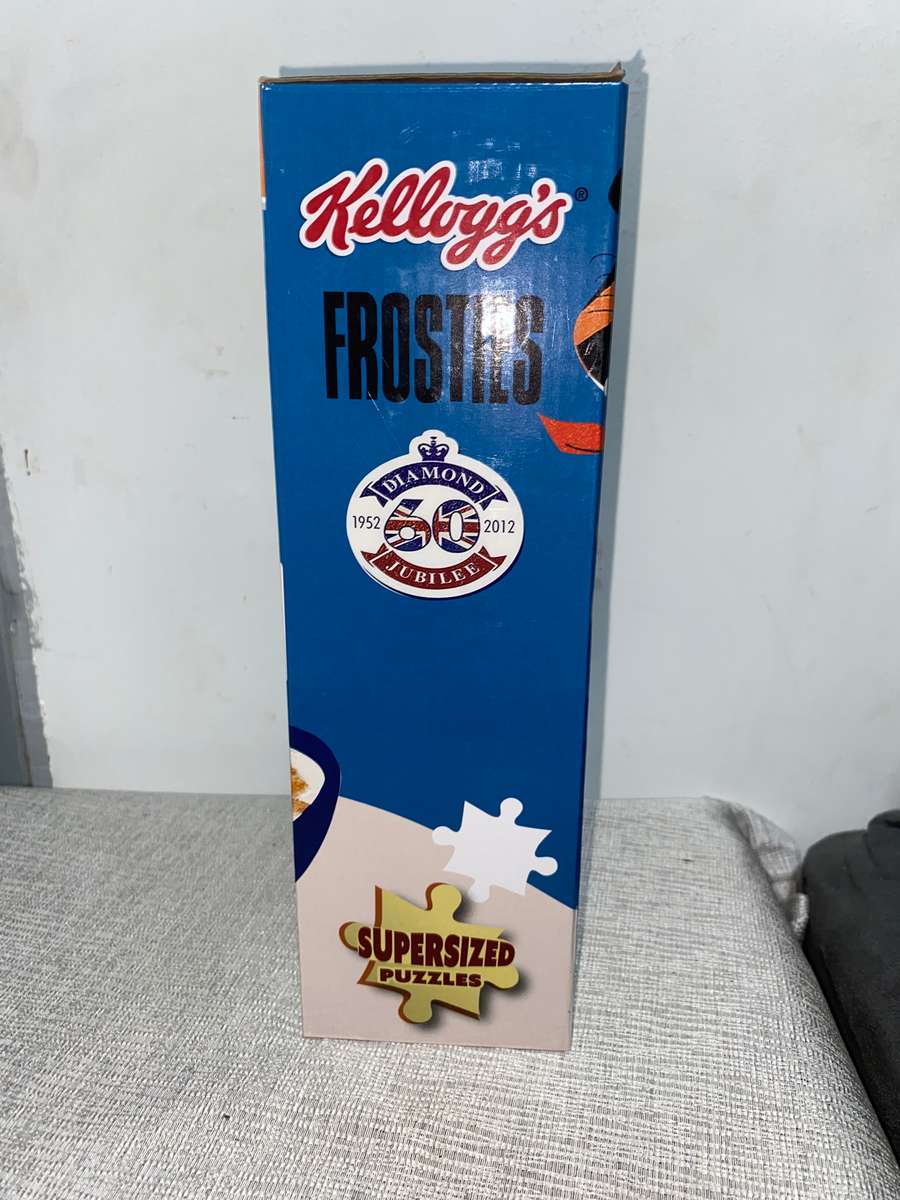 Kellogg's®
FROSTIES
DIAMOND
1952 60 2012
JUBILEE
SUPERSIZED
PUZZLES